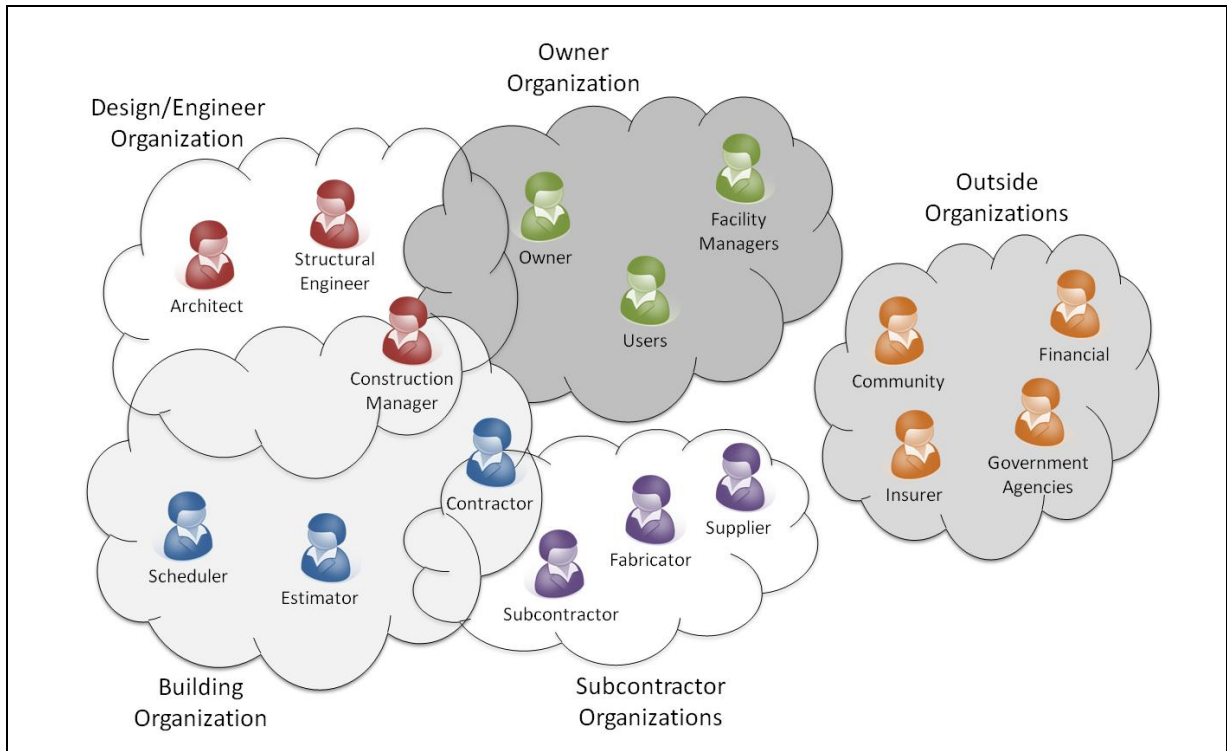 Owner
Organization
Design/Engineer
Organization
Outside
Organizations
Facility
Managers
Owner
Structural
Engineer
Architect
Users
Financial
Community
Construction
Manager
Government
Agencies
Insurer
Contractor
Supplier
Fabricator
Scheduler
Estimator
Subcontractor
Building
Organization
Subcontractor
Organizations